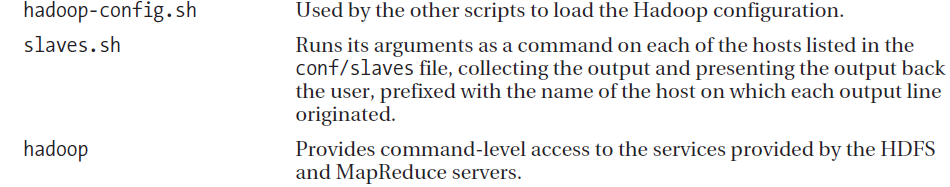 hadoop-config.sh Used by the other scripts to load the Hadoop configuration.
slaves.sh Runs its arguments as a command on each of the hosts listed in the
conf/slaves file, collecting the output and presenting the output back
the user, prefixed with the name of the host on which each output line
originated.
hadoop Provides command-level access to the services provided by the HDFS
and MapReduce servers.